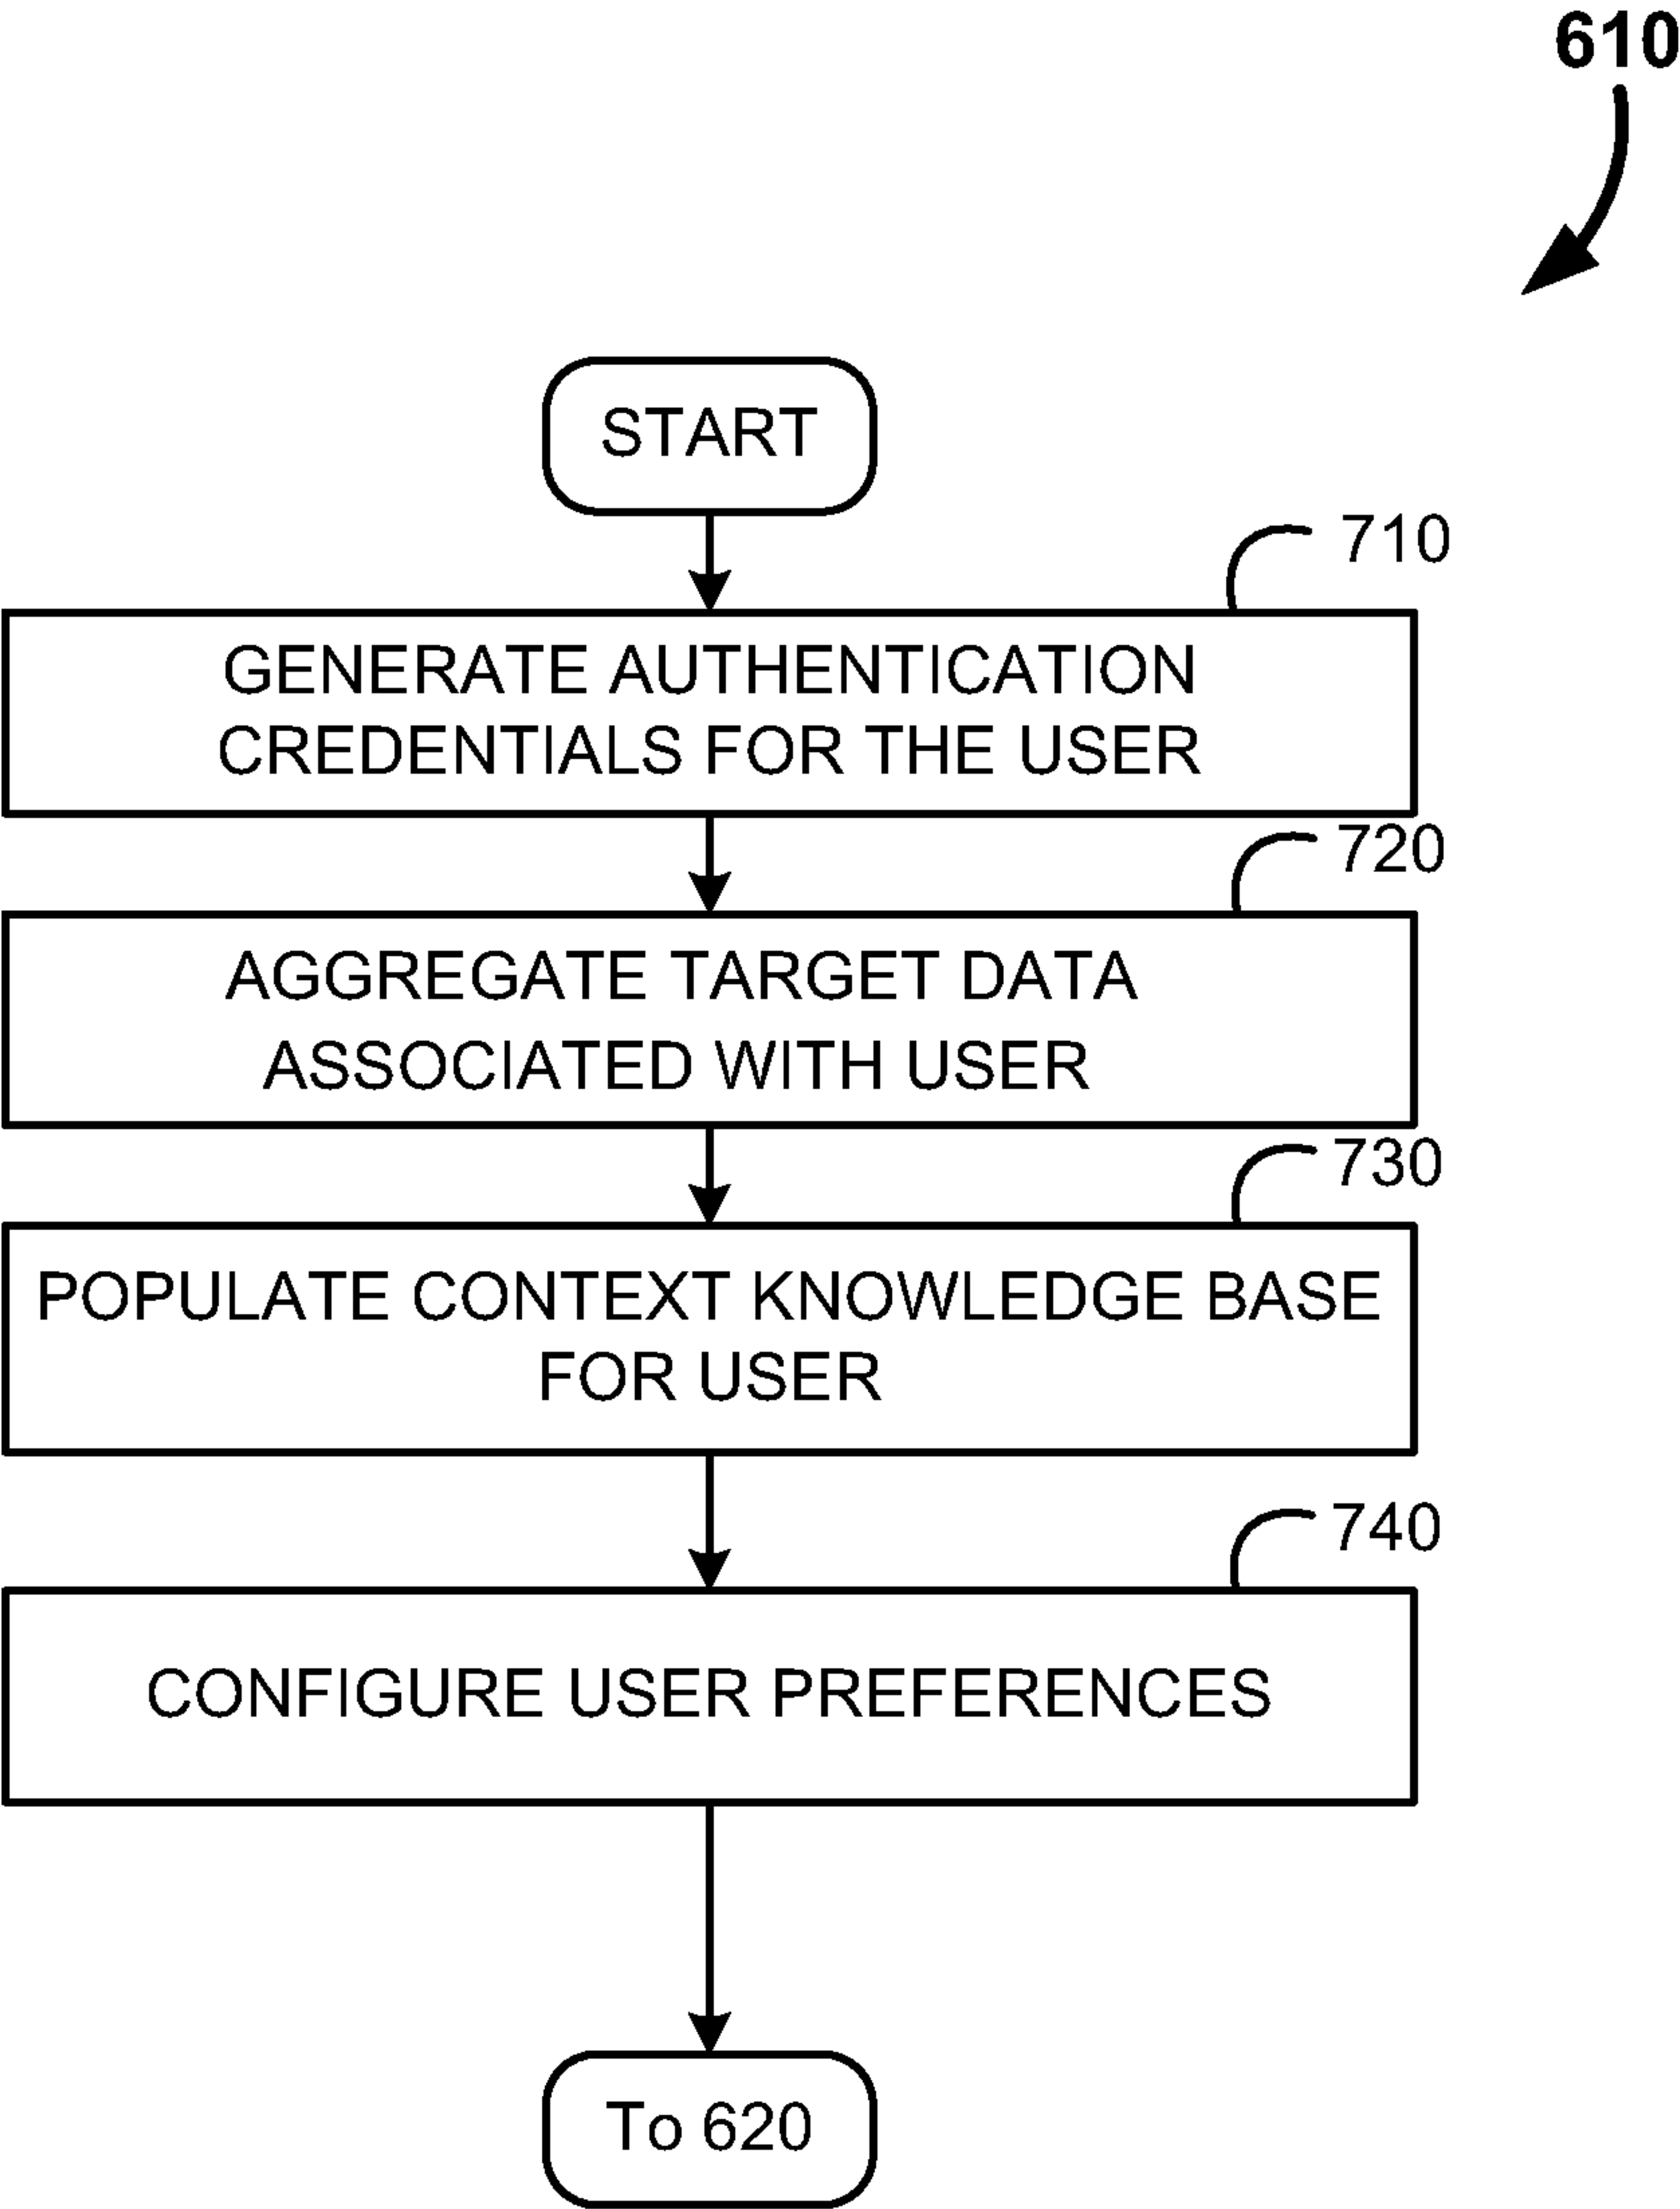 610
START
710
GENERATE AUTHENTICATION
CREDENTIALS FOR THE USER
720
AGGREGATE TARGET DATA
ASSOCIATED WITH USER
730
POPULATE CONTEXT KNOWLEDGE BASE
FOR USER
740
CONFIGURE USER PREFERENCES
To 620